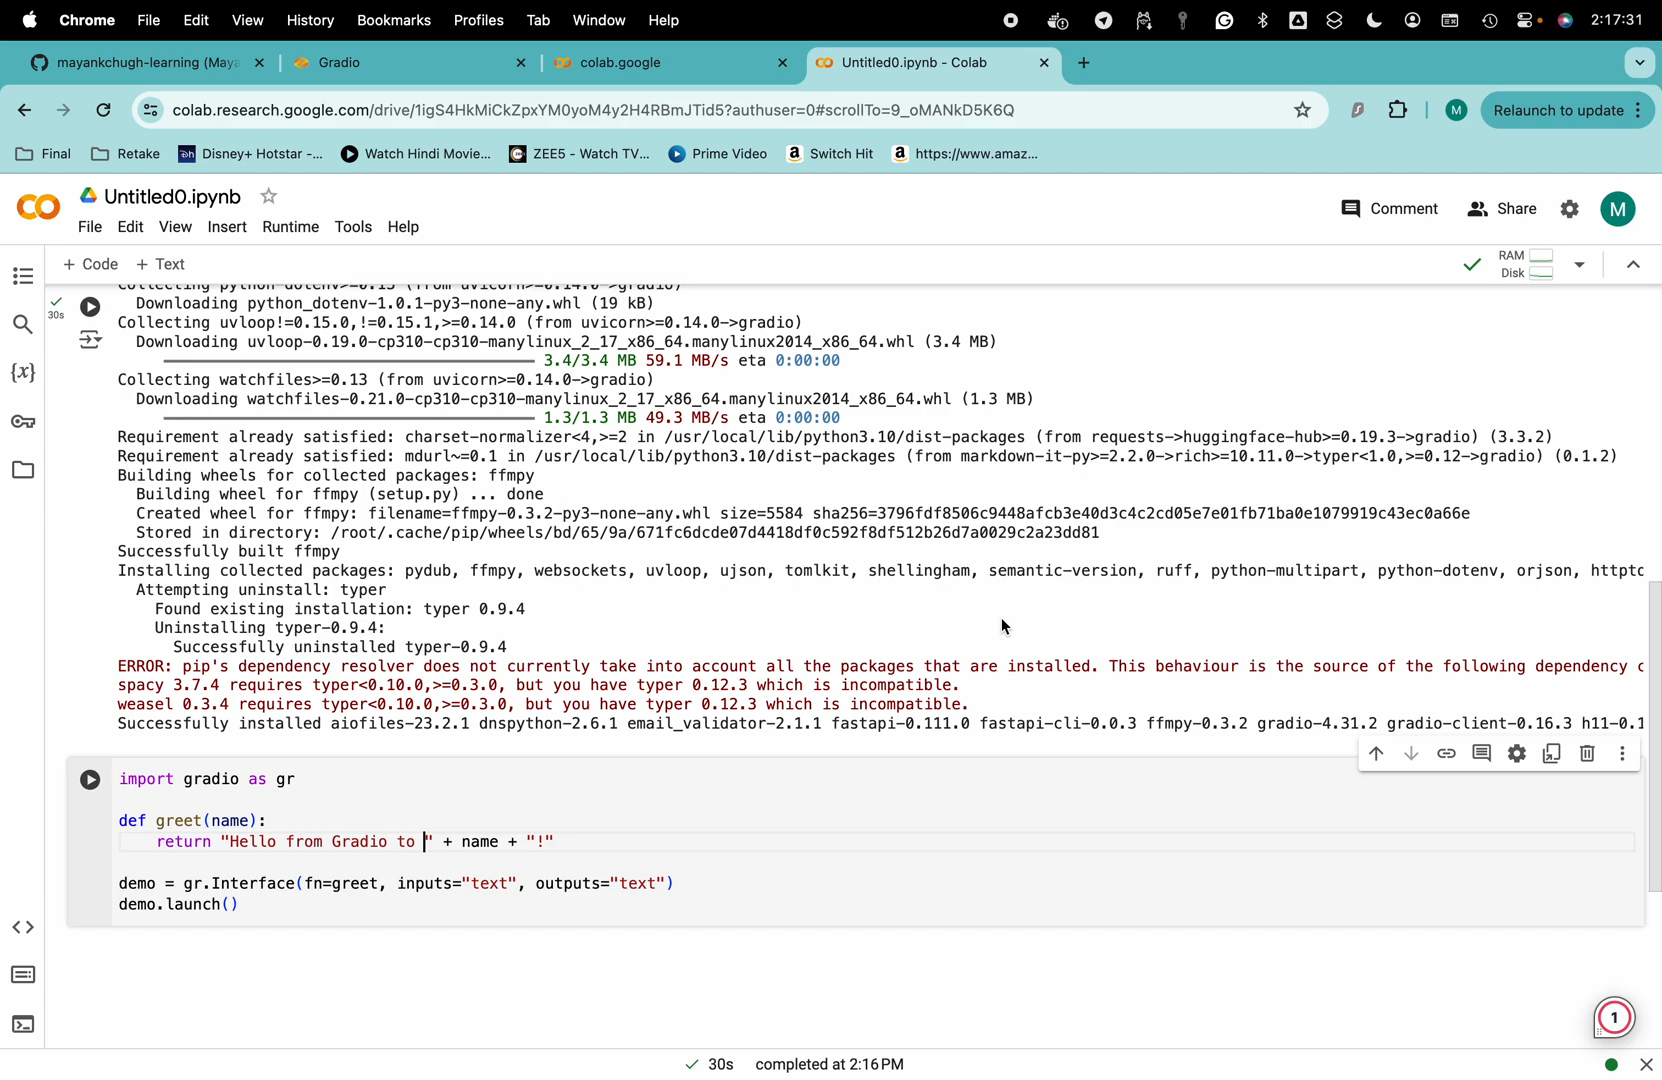 Chrome File Edit View History Bookmarks Profiles Tab Window Help 2:17:31
mayankchugh-learning (Maya Gradio colab.google Untitled0.ipynb - Colab
colab.research.google.com/drive/1igS4HkMiCkZpxYM0yoM4y2H4RBmJTid5?authuser=0#scrollTo=9_oMANkD5K6Q M Relaunch to update
Final Retake Disney+ Hotstar -... Watch Hindi Movie... ZEE5 - Watch TV... Prime Video Switch Hit https://www.amaz...
Untitled0.ipynb
Comment Share M
File Edit View Insert Runtime Tools Help
+ Code + Text RAM
Disk
Collecting python-dotenv>=0.13 (from uvicorn>=0.14.0->gradio)
30s Downloading python_dotenv-1.0.1-py3-none-any.whl (19 kB)
Collecting uvloop!=0.15.0,!=0.15.1,>=0.14.0 (from uvicorn>=0.14.0->gradio)
Downloading uvloop-0.19.0-cp310-cp310-manylinux_2_17_x86_64.manylinux2014_x86_64.whl (3.4 MB)
3.4/3.4 MB 59.1 MB/s eta 0:00:00
Collecting watchfiles>=0.13 (from uvicorn>=0.14.0->gradio)
Downloading watchfiles-0.21.0-cp310-cp310-manylinux_2_17_x86_64.manylinux2014_x86_64.whl (1.3 MB)
1.3/1.3 MB 49.3 MB/s eta 0:00:00
Requirement already satisfied: charset-normalizer<4,>=2 in /usr/local/lib/python3.10/dist-packages (from requests->huggingface-hub>=0.19.3->gradio) (3.3.2)
Requirement already satisfied: mdurl~=0.1 in /usr/local/lib/python3.10/dist-packages (from markdown-it-py>=2.2.0->rich>=10.11.0->typer<1.0,>=0.12->gradio) (0.1.2)
Building wheels for collected packages: ffmpy
Building wheel for ffmpy (setup.py) ... done
Created wheel for ffmpy: filename=ffmpy-0.3.2-py3-none-any.whl size=5584 sha256=3796fdf8506c9448afcb3e40d3c4c2cd05e7e01fb71ba0e1079919c43ec0a66e
Stored in directory: /root/.cache/pip/wheels/bd/65/9a/671fc6dcde07d4418df0c592f8df512b26d7a0029c2a23dd81
Successfully built ffmpy
Installing collected packages: pydub, ffmpy, websockets, uvloop, ujson, tomlkit, shellingham, semantic-version, ruff, python-multipart, python-dotenv, orjson, httptc
Attempting uninstall: typer
Found existing installation: typer 0.9.4
Uninstalling typer-0.9.4:
Successfully uninstalled typer-0.9.4
ERROR: pip's dependency resolver does not currently take into account all the packages that are installed. This behaviour is the source of the following dependency c
spacy 3.7.4 requires typer<0.10.0,>=0.3.0, but you have typer 0.12.3 which is incompatible.
weasel 0.3.4 requires typer<0.10.0,>=0.3.0, but you have typer 0.12.3 which is incompatible.
Successfully installed aiofiles-23.2.1 dnspython-2.6.1 email_validator-2.1.1 fastapi-0.111.0 fastapi-cli-0.0.3 ffmpy-0.3.2 gradio-4.31.2 gradio-client-0.16.3 h11-0.1
import gradio as gr
def greet(name):
return "Hello from Gradio to " + name + "!"
demo = gr.Interface(fn=greet, inputs="text", outputs="text")
demo.launch()
1
30s completed at 2:16 PM